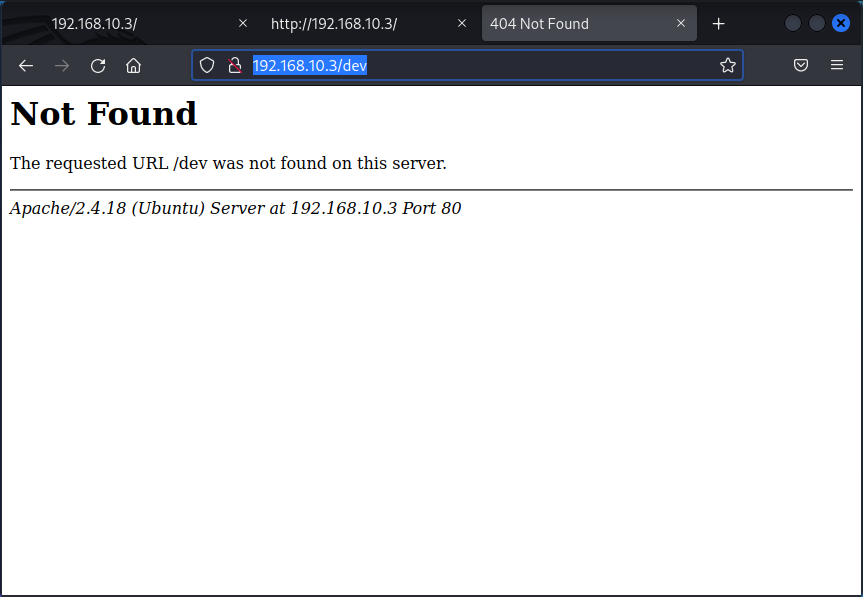 192.168.10.3/
http://192.168.10.3/
404 Not Found
192.168.10.3/dev
Not Found
The requested URL /dev was not found on this server.
Apache/2.4.18 (Ubuntu) Server at 192.168.10.3 Port 80